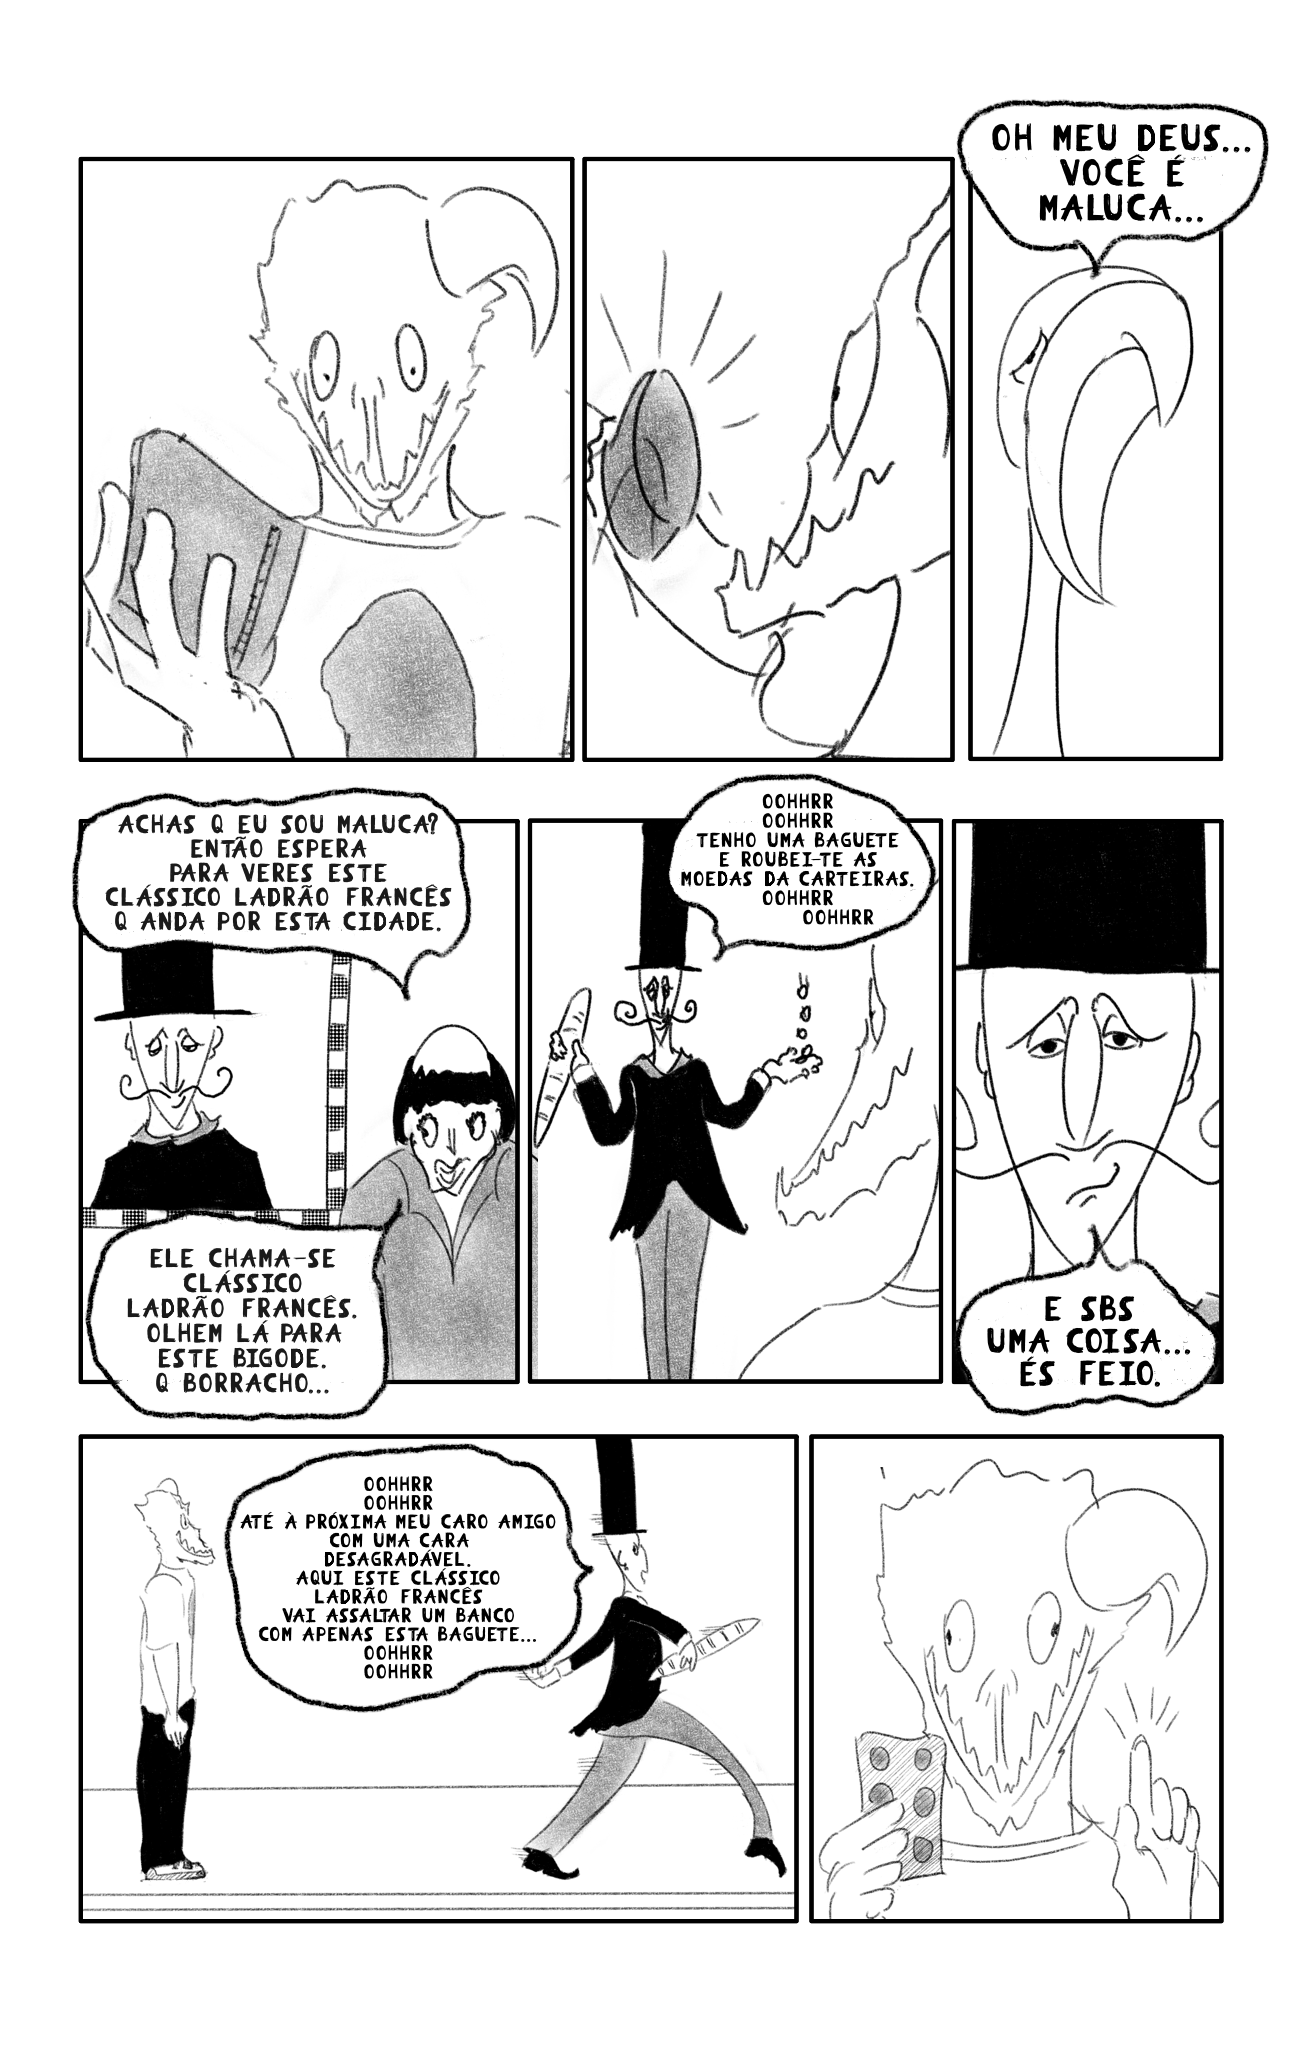 OH MEU DEUS...
VOCÊ É
MALUCA...
ACHAS Q EU SOU MALUCA?
ENTÃO ESPERA
PARA VERES ESTE
CLÁSSICO LADRÃO FRANCÊS
Q ANDA POR ESTA CIDADE.
ELE CHAMA-SE
CLÁSSICO
LADRÃO FRANCÊS.
OLHEM LÁ PARA
ESTE BIGODE.
Q BORRACHO...
OOHHRR
OOHHRR
TENHO UMA BAGUETE
E ROUBEI-TE AS
MOEDAS DA CARTEIRAS.
OOHHRR
OOHHRR
E SBS
UMA COISA...
ÉS FEIO.
OOHHRR
OOHHRR
ATÉ À PRÓXIMA MEU CARO AMIGO
COM UMA CARA
DESAGRADÁVEL.
AQUI ESTE CLÁSSICO
LADRÃO FRANCÊS
VAI ASSALTAR UM BANCO
COM APENAS ESTA BAGUETE...
OOHHRR
OOHHRR